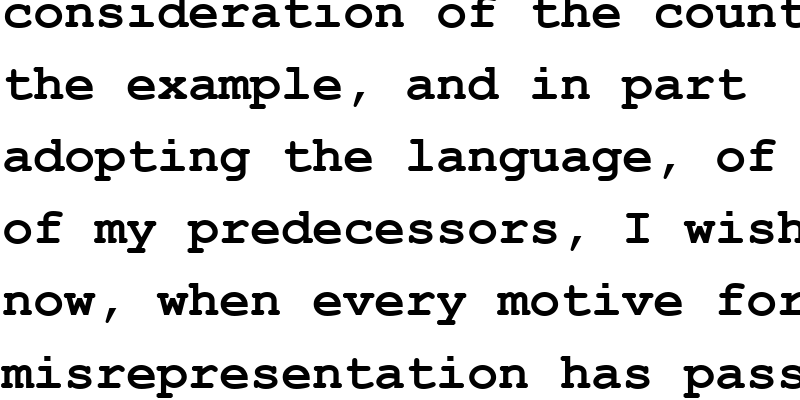 consideration of the count
the example, and in part
adopting the language, of
of my predecessors, I wish
now, when every motive for
misrepresentation has pass